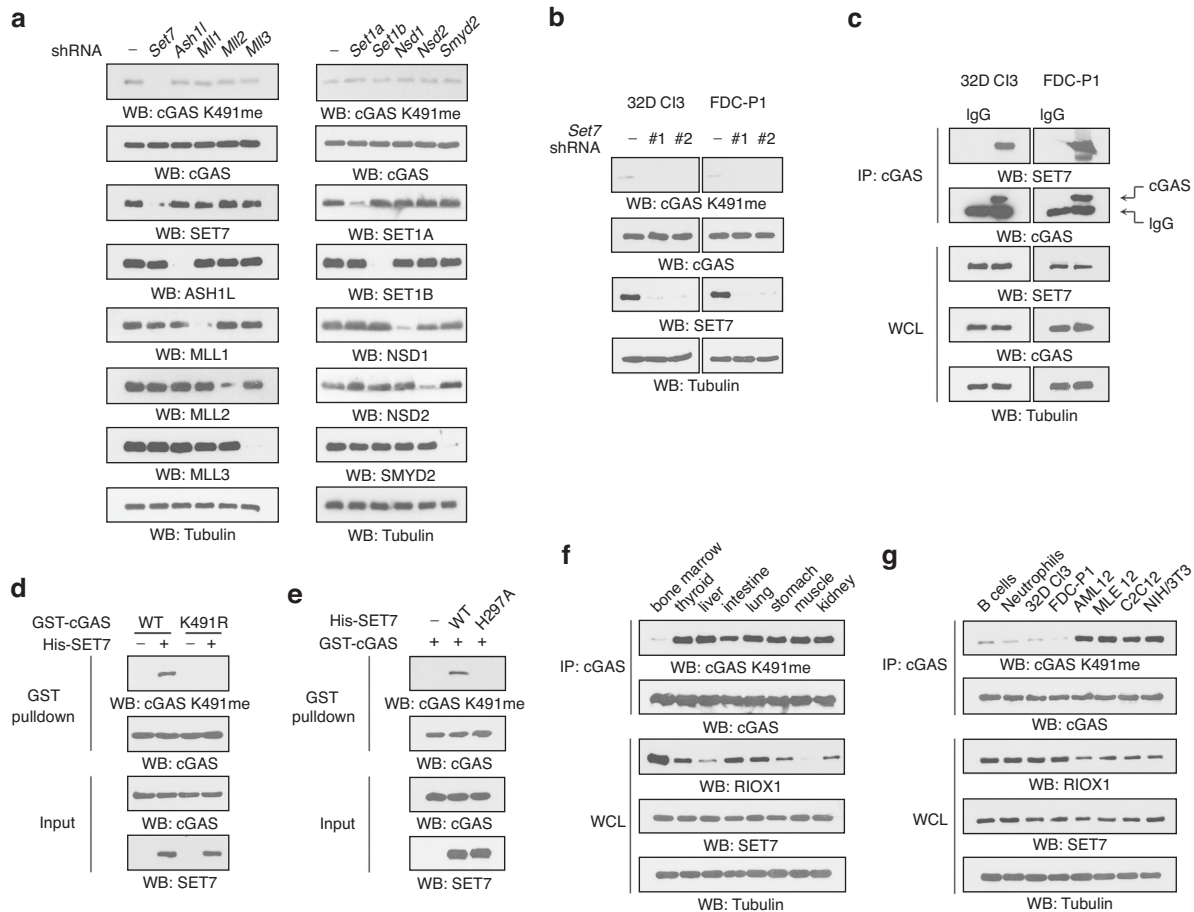 a
shRNA
– Set7 Ash1l Mll1 Mll2 Mll3
– Set1a Set1b Nsd1 Nsd2 Smyd2
WB: cGAS K491me
WB: cGAS K491me
WB: cGAS
WB: cGAS
WB: SET7
WB: SET1A
WB: ASH1L
WB: SET1B
WB: MLL1
WB: NSD1
WB: MLL2
WB: NSD2
WB: MLL3
WB: SMYD2
WB: Tubulin
WB: Tubulin
b
32D Cl3 FDC-P1
Set7
shRNA
– #1 #2 – #1 #2
WB: cGAS K491me
WB: cGAS
WB: SET7
WB: Tubulin
c
32D Cl3 FDC-P1
IgG IgG
IP: cGAS
WB: SET7
cGAS
IgG
WB: cGAS
WCL
WB: SET7
WB: cGAS
WB: Tubulin
d
GST-cGAS WT K491R
His-SET7 – + – +
GST
pulldown
WB: cGAS K491me
WB: cGAS
Input
WB: cGAS
WB: SET7
e
His-SET7 – WT H297A
GST-cGAS + + +
GST
pulldown
WB: cGAS K491me
WB: cGAS
Input
WB: cGAS
WB: SET7
f
bone marrow thyroid liver intestine lung stomach muscle kidney
IP: cGAS
WB: cGAS K491me
WB: cGAS
WCL
WB: RIOX1
WB: SET7
WB: Tubulin
g
B cells Neutrophils 32D Cl3 FDC-P1 AML12 MLE 12 C2C12 NIH/3T3
IP: cGAS
WB: cGAS K491me
WB: cGAS
WCL
WB: RIOX1
WB: SET7
WB: Tubulin